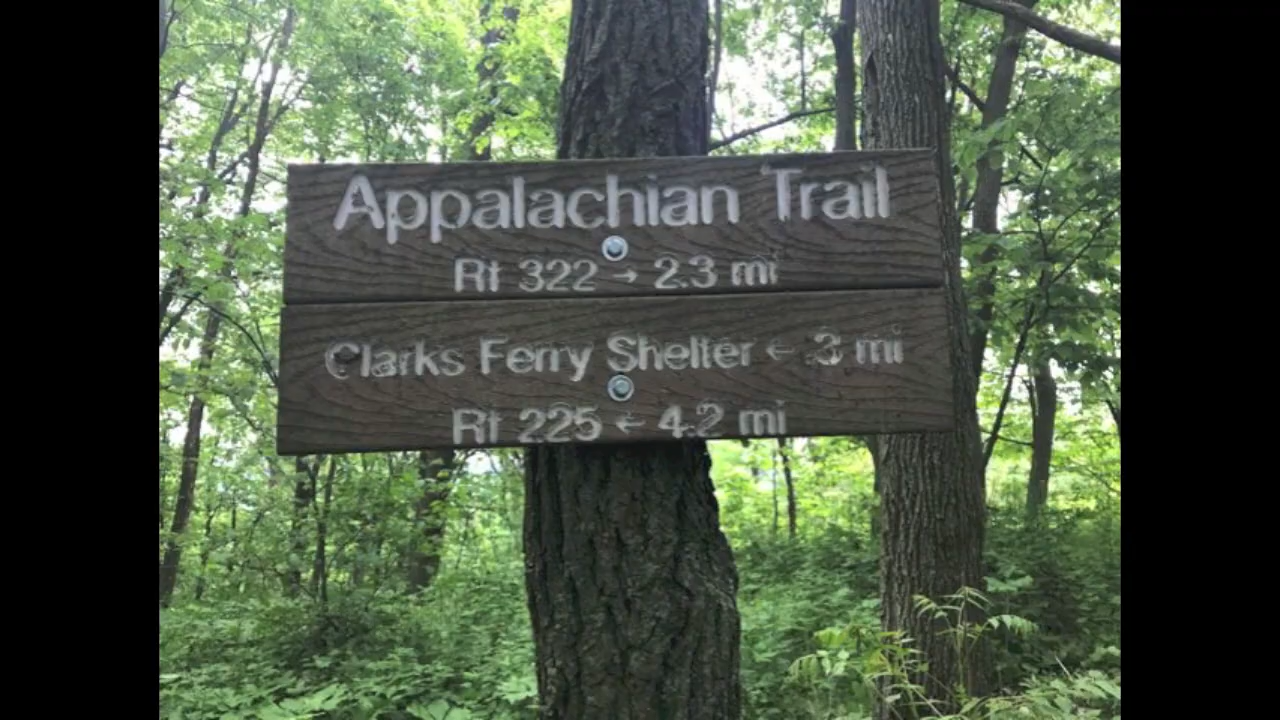 Appalachian Trail
Rt 322 → 2.3 mi
Clarks Ferry Shelter ← .3 mi
Rt 225 ← 4.2 mi